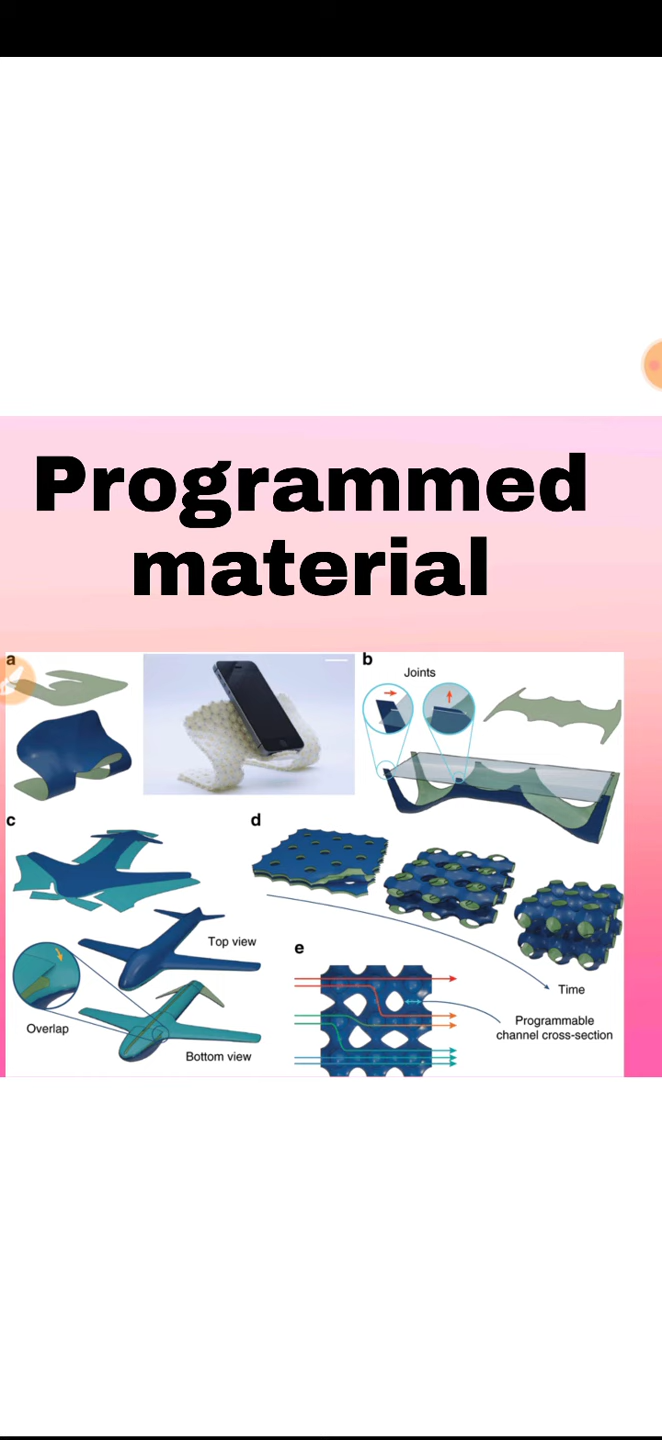 Programmed
material
a
b
Joints
c
d
Top view
e
Overlap
Time
Programmable
channel cross-section
Bottom view